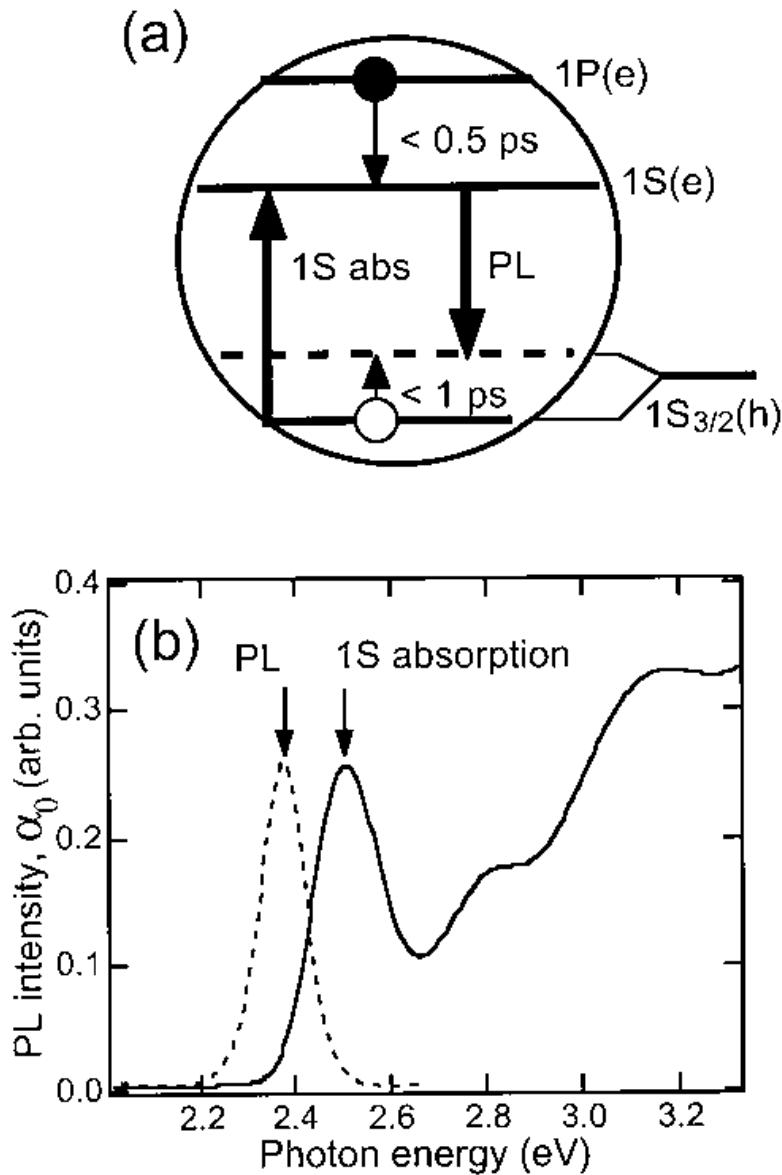 (a)
1P(e)
< 0.5 ps
1S(e)
1S abs
PL
< 1 ps
1S3/2(h)
0.4
(b)
PL
1S absorption
0.3
0.2
0.1
0.0
PL intensity, α0 (arb. units)
2.2 2.4 2.6 2.8 3.0 3.2
Photon energy (eV)